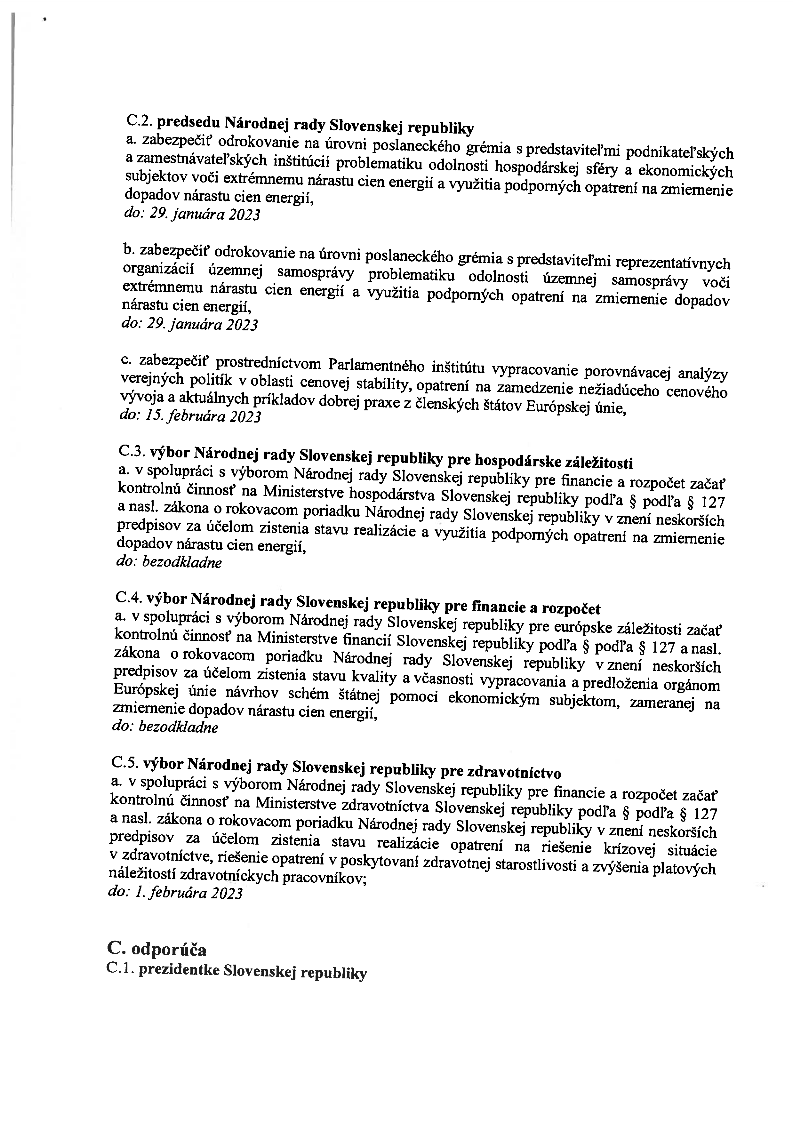 C.2. predsedu Národnej rady Slovenskej republiky
a. zabezpečiť odrokovanie na úrovni poslaneckého grémia s predstaviteľmi podnikateľských
a zamestnávateľských inštitúcií problematiku odolnosti hospodárskej sféry a ekonomických
subjektov voči extrémnemu nárastu cien energií a využitia podporných opatrení na zmiernenie
dopadov nárastu cien energií,
do: 29. januára 2023
b. zabezpečiť odrokovanie na úrovni poslaneckého grémia s predstaviteľmi reprezentatívnych
organizácií územnej samosprávy problematiku odolnosti územnej samosprávy voči
extrémnemu nárastu cien energií a využitia podporných opatrení na zmiernenie dopadov
nárastu cien energií,
do: 29. januára 2023
c. zabezpečiť prostredníctvom Parlamentného inštitútu vypracovanie porovnávacej analýzy
verejných politík v oblasti cenovej stability, opatrení na zamedzenie nežiadúceho cenového
vývoja a aktuálnych príkladov dobrej praxe z členských štátov Európskej únie,
do: 15. februára 2023
C.3. výbor Národnej rady Slovenskej republiky pre hospodárske záležitosti
a. v spolupráci s výborom Národnej rady Slovenskej republiky pre financie a rozpočet začať
kontrolnú činnosť na Ministerstve hospodárstva Slovenskej republiky podľa § podľa § 127
a nasl. zákona o rokovacom poriadku Národnej rady Slovenskej republiky v znení neskorších
predpisov za účelom zistenia stavu realizácie a využitia podporných opatrení na zmiernenie
dopadov nárastu cien energií,
do: bezodkladne
C.4. výbor Národnej rady Slovenskej republiky pre financie a rozpočet
a. v spolupráci s výborom Národnej rady Slovenskej republiky pre európske záležitosti začať
kontrolnú činnosť na Ministerstve financií Slovenskej republiky podľa § podľa § 127 a nasl.
zákona o rokovacom poriadku Národnej rady Slovenskej republiky v znení neskorších
predpisov za účelom zistenia stavu kvality a včasnosti vypracovania a predloženia orgánom
Európskej únie návrhov schém štátnej pomoci ekonomickým subjektom, zameranej na
zmiernenie dopadov nárastu cien energií,
do: bezodkladne
C.5. výbor Národnej rady Slovenskej republiky pre zdravotníctvo
a. v spolupráci s výborom Národnej rady Slovenskej republiky pre financie a rozpočet začať
kontrolnú činnosť na Ministerstve zdravotníctva Slovenskej republiky podľa § podľa § 127
a nasl. zákona o rokovacom poriadku Národnej rady Slovenskej republiky v znení neskorších
predpisov za účelom zistenia stavu realizácie opatrení na riešenie krízovej situácie
v zdravotníctve, riešenie opatrení v poskytovaní zdravotnej starostlivosti a zvýšenia platových
náležitostí zdravotníckych pracovníkov;
do: 1. februára 2023
C. odporúča
C.1. prezidentke Slovenskej republiky